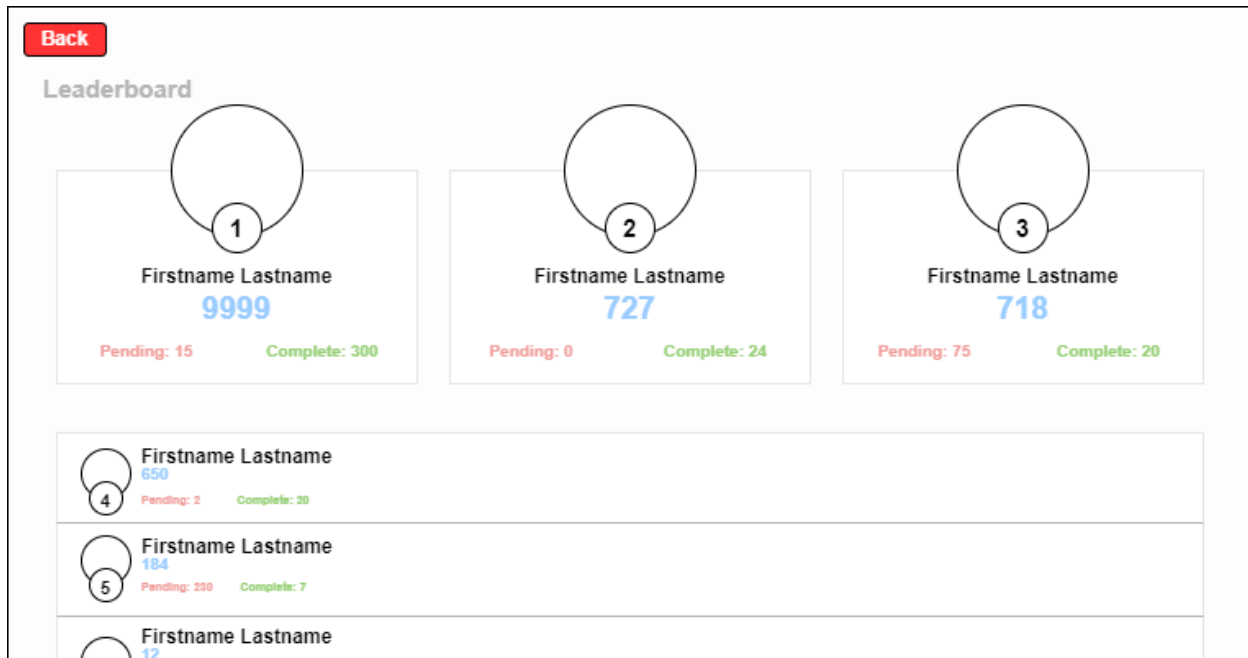 Back
Leaderboard
1
Firstname Lastname
9999
Pending: 15 Complete: 300
2
Firstname Lastname
727
Pending: 0 Complete: 24
3
Firstname Lastname
718
Pending: 75 Complete: 20
Firstname Lastname
650
4
Pending: 2 Complete: 20
Firstname Lastname
184
5
Pending: 230 Complete: 7
Firstname Lastname
12